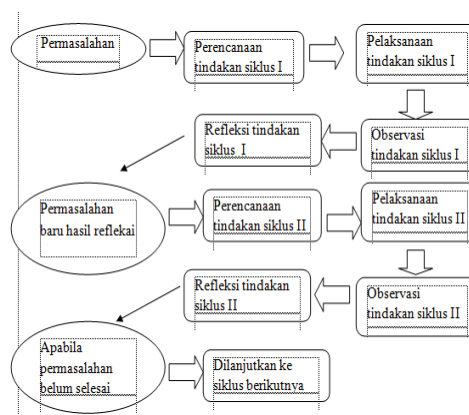 Permasalahan
Perencanaan
tindakan siklus I
Pelaksanaan
tindakan siklus I
Refleksi tindakan
siklus I
Observasi
tindakan siklus I
Permasalahan
baru hasil reflekai
Perencanaan
tindakan siklus II
Pelaksanaan
tindakan siklus II
Refleksi tindakan
siklus II
Observasi
tindakan siklus II
Apabila
permasalahan
belum selesai
Dilanjutkan ke
siklus berikutnya